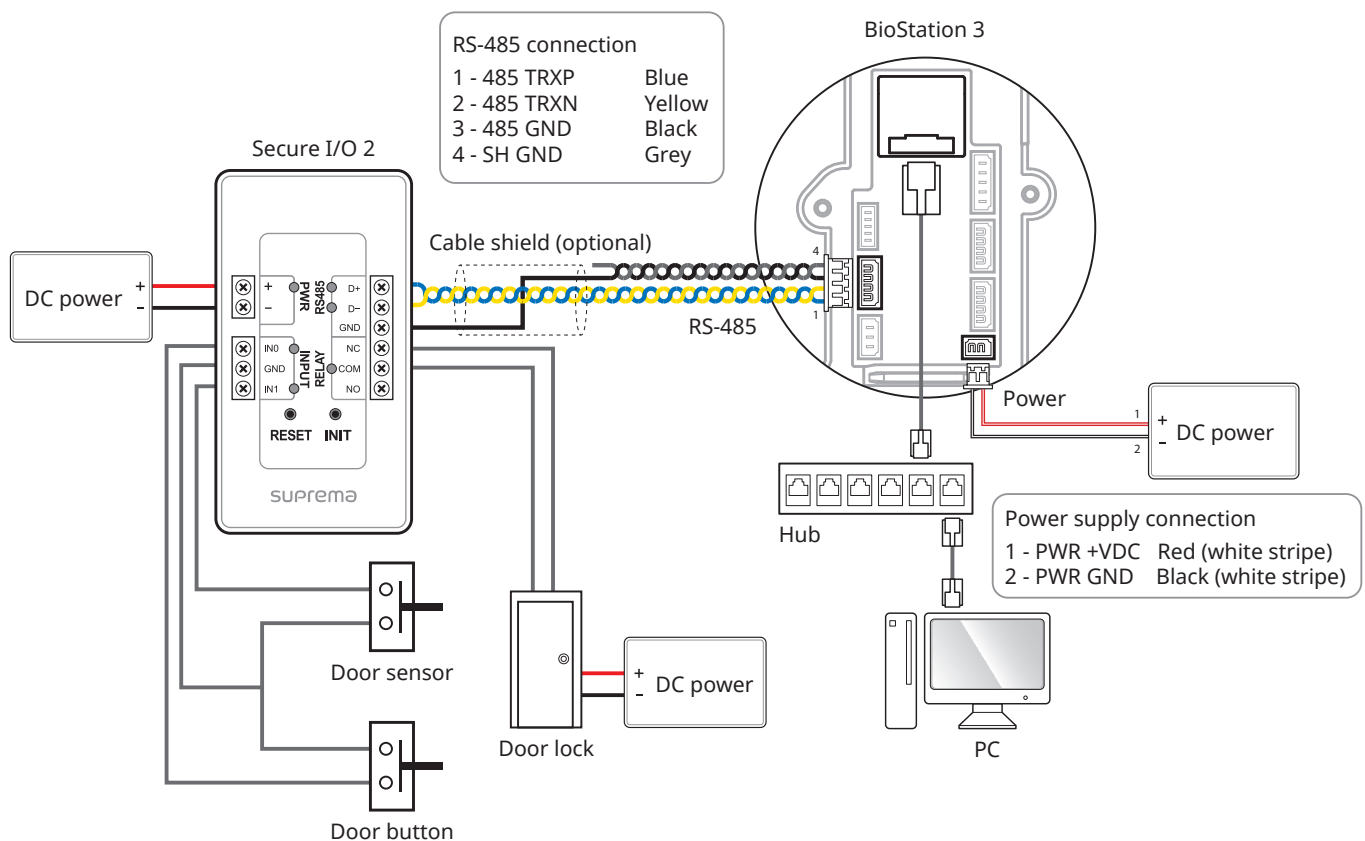 BioStation 3
RS-485 connection
1 - 485 TRXP Blue
2 - 485 TRXN Yellow
3 - 485 GND Black
4 - SH GND Grey
Secure I/O 2
Cable shield (optional)
4
1
RS-485
DC power
+
-
+
-
PWR
RS485
D+
D-
GND
IN0
GND
IN1
INPUT
RELAY
NC
COM
NO
RESET INIT
suprema
Power
1
2
+
-
DC power
Hub
Power supply connection
1 - PWR +VDC Red (white stripe)
2 - PWR GND Black (white stripe)
Door sensor
+
-
DC power
Door lock
PC
Door button